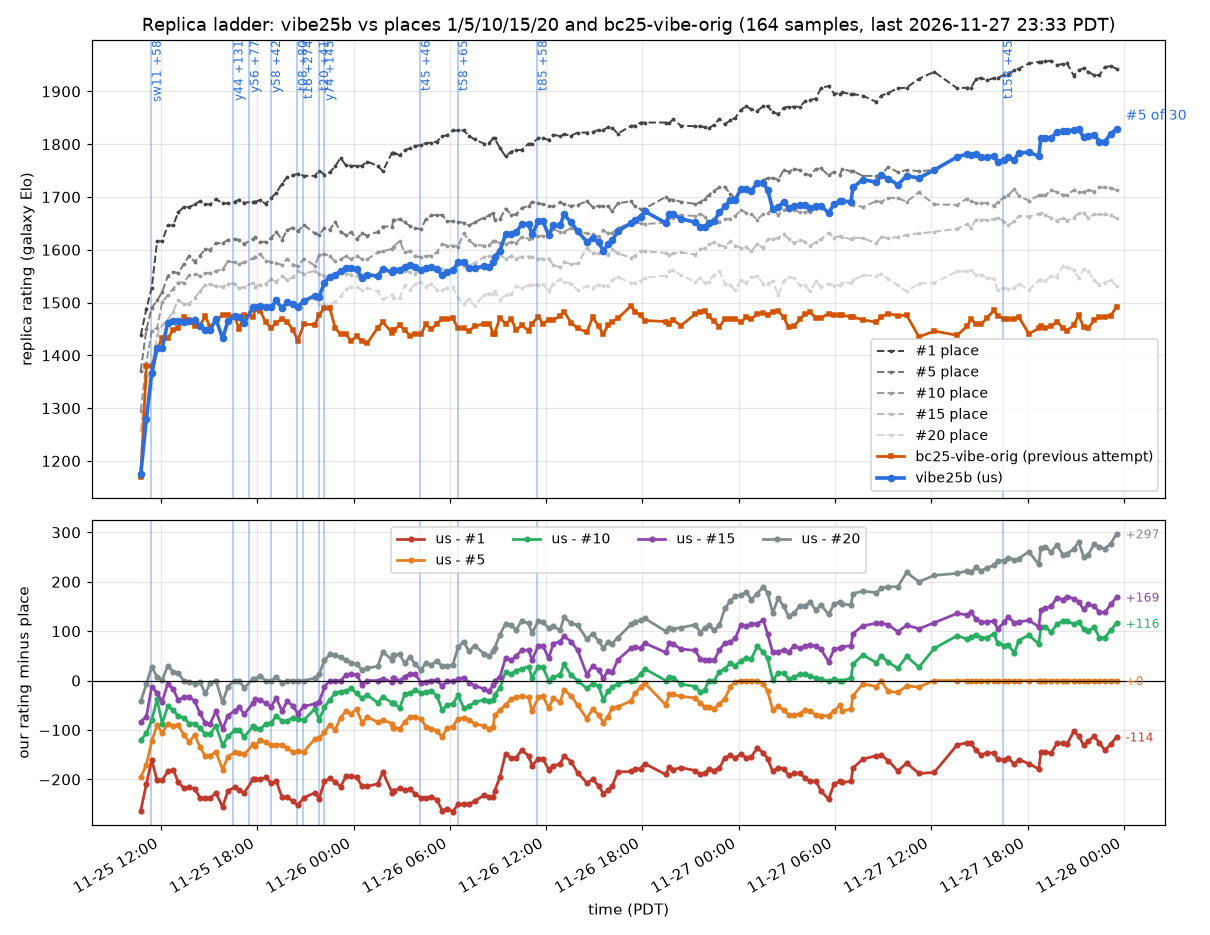 Replica ladder: vibe25b vs places 1/5/10/15/20 and bc25-vibe-orig (164 samples, last 2026-11-27 23:33 PDT)
sw11 +58
y44 +131
y56 +77
y58 +42
y74 +145
t45 +46
t58 +65
t85 +58
t158 +45
#5 of 30
replica rating (galaxy Elo)
1900
1800
1700
1600
1500
1400
1300
1200
#1 place
#5 place
#10 place
#15 place
#20 place
bc25-vibe-orig (previous attempt)
vibe25b (us)
our rating minus place
300
200
100
0
−100
−200
us - #1
us - #5
us - #10
us - #15
us - #20
+297
+169
+116
+0
-114
11-25 12:00
11-25 18:00
11-26 00:00
11-26 06:00
11-26 12:00
11-26 18:00
11-27 00:00
11-27 06:00
11-27 12:00
11-27 18:00
11-28 00:00
time (PDT)